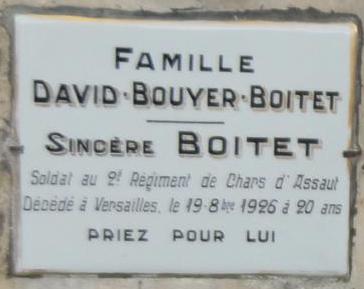 FAMILLE
DAVID·BOUYER·BOITET
SINCÈRE BOITET
Soldat au 2e Régiment de Chars d'Assaut
Décédé à Versailles, le 19-8bre 1926 à 20 ans
PRIEZ POUR LUI